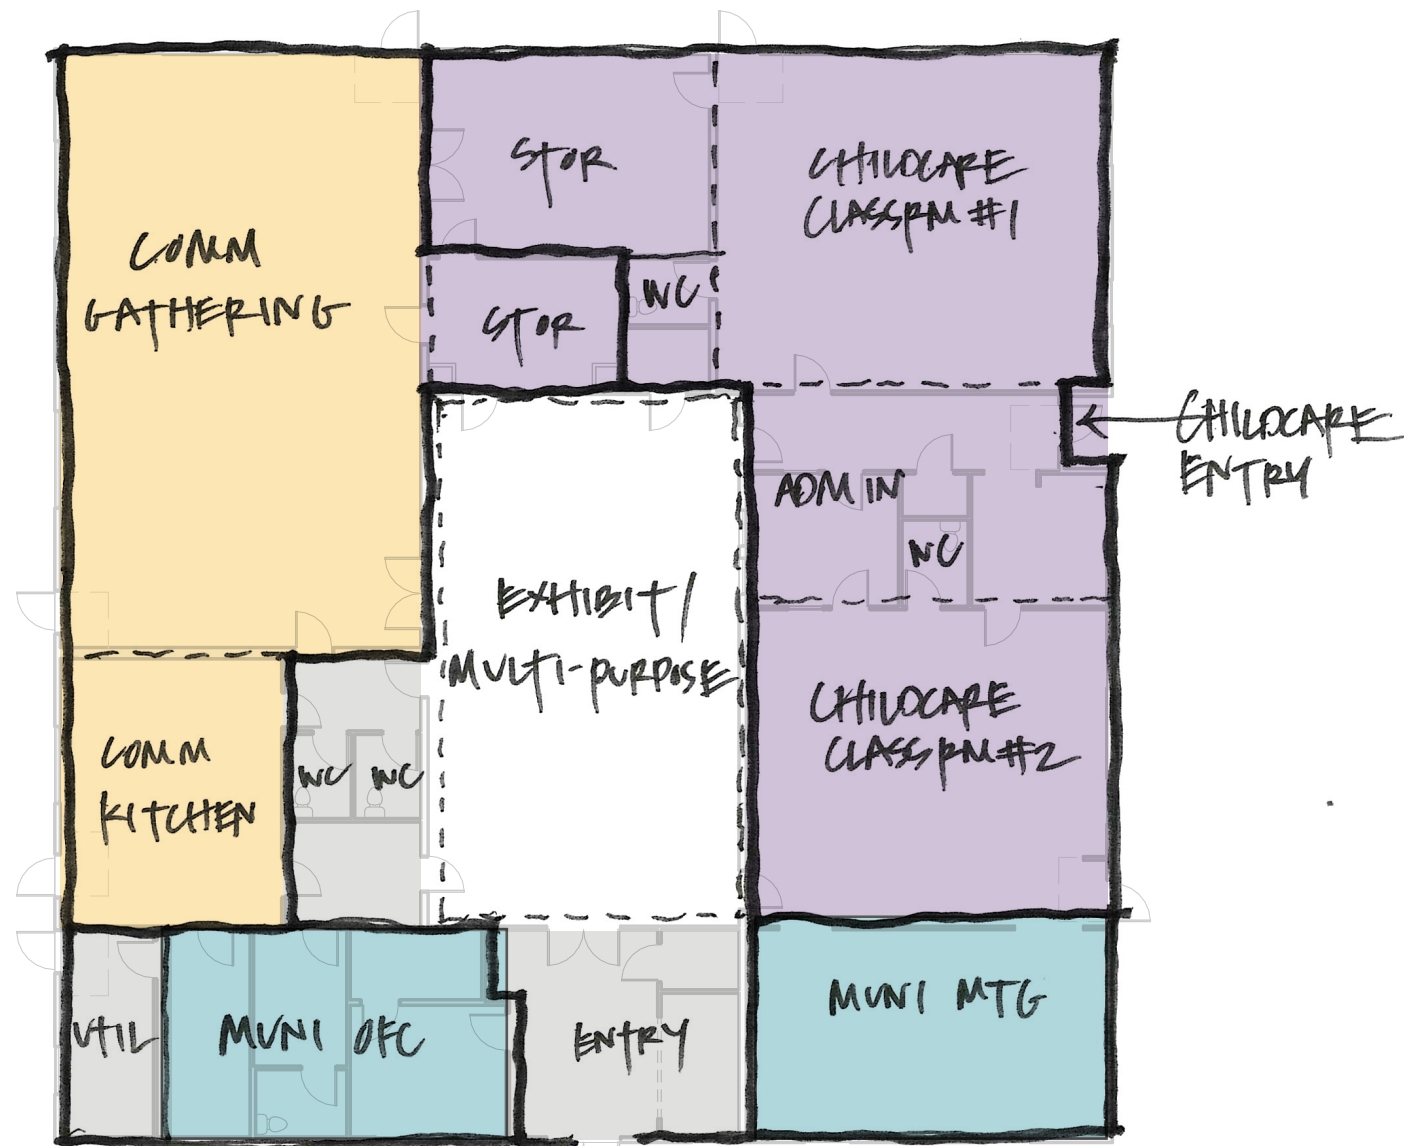 STOR
CHILDCARE
CLASSRM #1
COMM
GATHERING
WC
STOR
CHILDCARE
ENTRY
ADMIN
WC
EXHIBIT/
MULTI-PURPOSE
CHILDCARE
CLASSRM #2
COMM
KITCHEN
WC
WC
MUNI MTG
UTIL
MUNI OFC
ENTRY